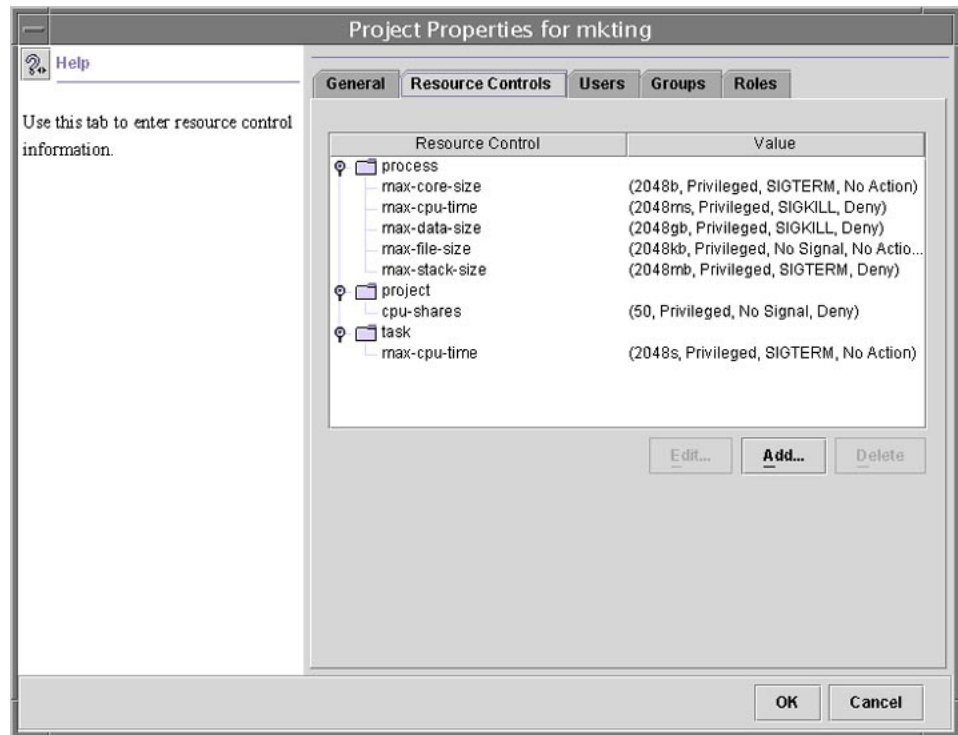 Project Properties for mkting
Help
Use this tab to enter resource control
information.
General Resource Controls Users Groups Roles
Resource Control Value
process
max-core-size (2048b, Privileged, SIGTERM, No Action)
max-cpu-time (2048ms, Privileged, SIGKILL, Deny)
max-data-size (2048gb, Privileged, SIGKILL, Deny)
max-file-size (2048kb, Privileged, No Signal, No Actio...
max-stack-size (2048mb, Privileged, SIGTERM, Deny)
project
cpu-shares (50, Privileged, No Signal, Deny)
task
max-cpu-time (2048s, Privileged, SIGTERM, No Action)
Edit... Add... Delete
OK Cancel